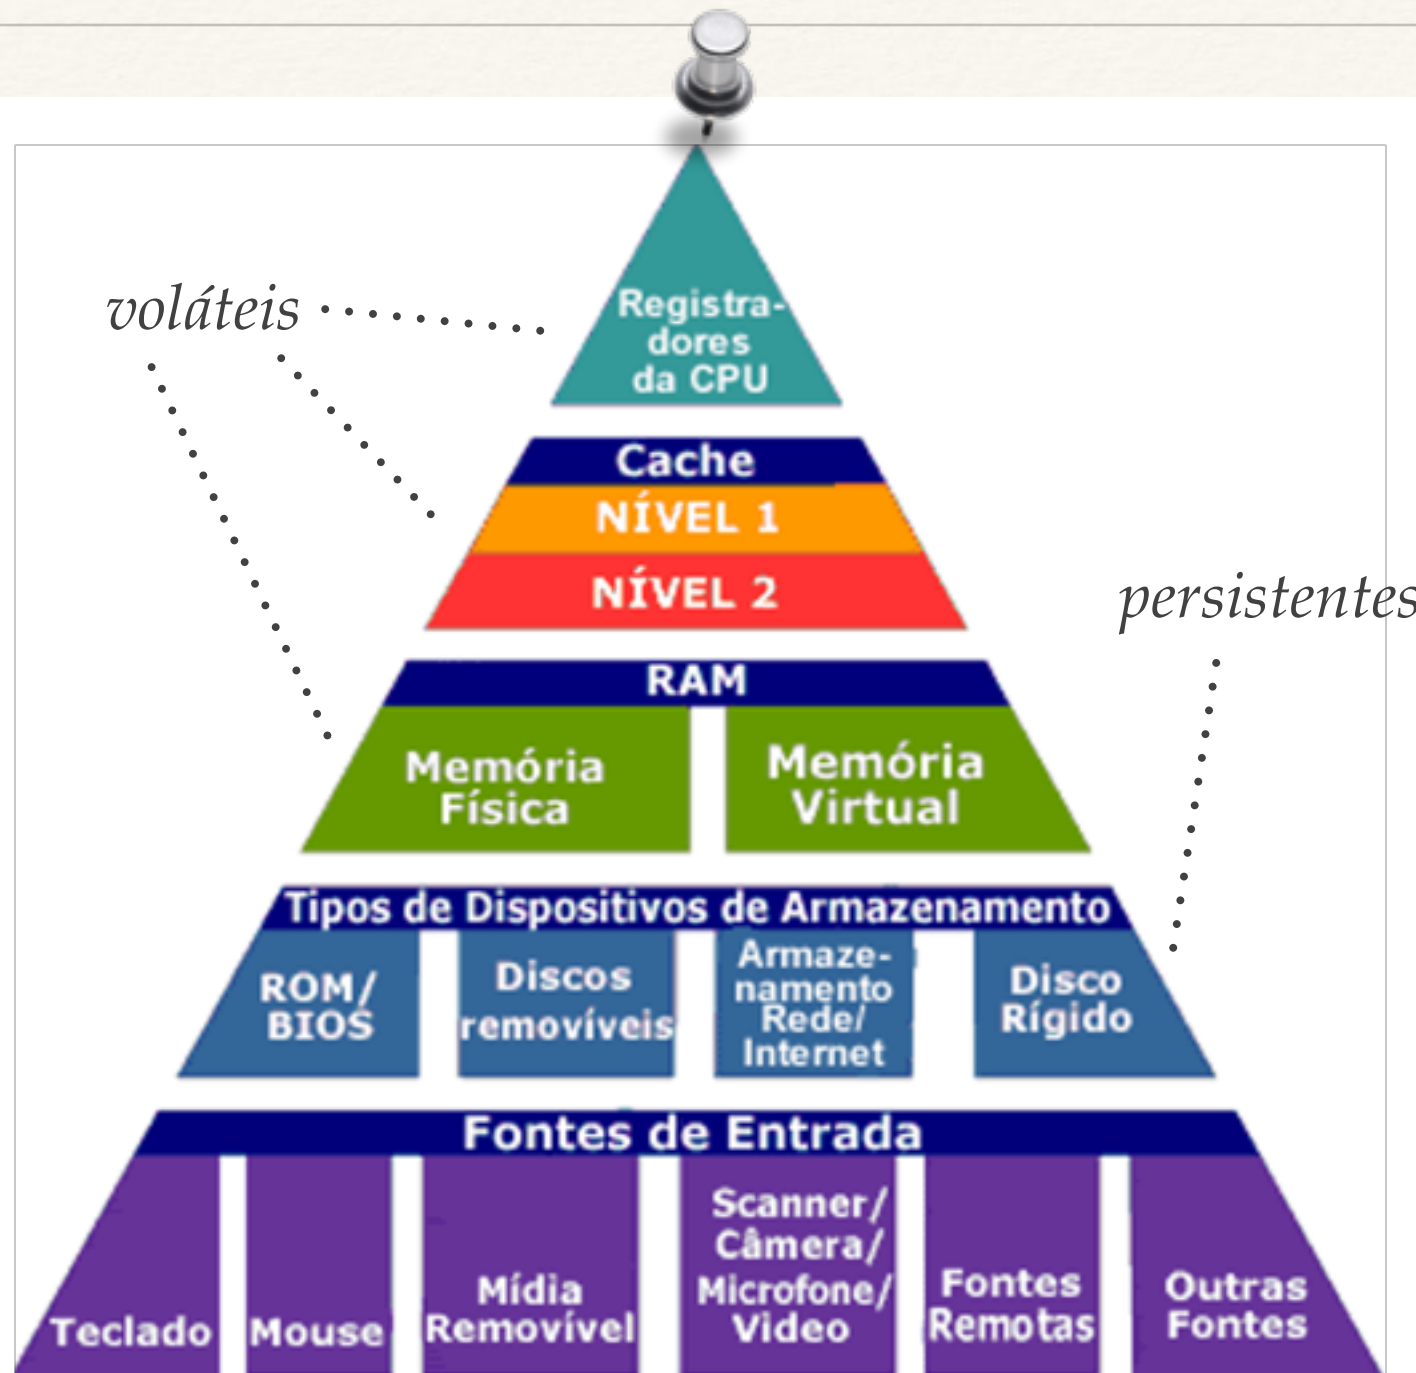 voláteis
Registra-
dores
da CPU
Cache
NÍVEL 1
NÍVEL 2
persistentes
RAM
Memória
Física
Memória
Virtual
Tipos de Dispositivos de Armazenamento
ROM/
BIOS
Discos
removíveis
Armaze-
namento
Rede/
Internet
Disco
Rígido
Fontes de Entrada
Teclado
Mouse
Mídia
Removível
Scanner/
Câmera/
Microfone/
Video
Fontes
Remotas
Outras
Fontes